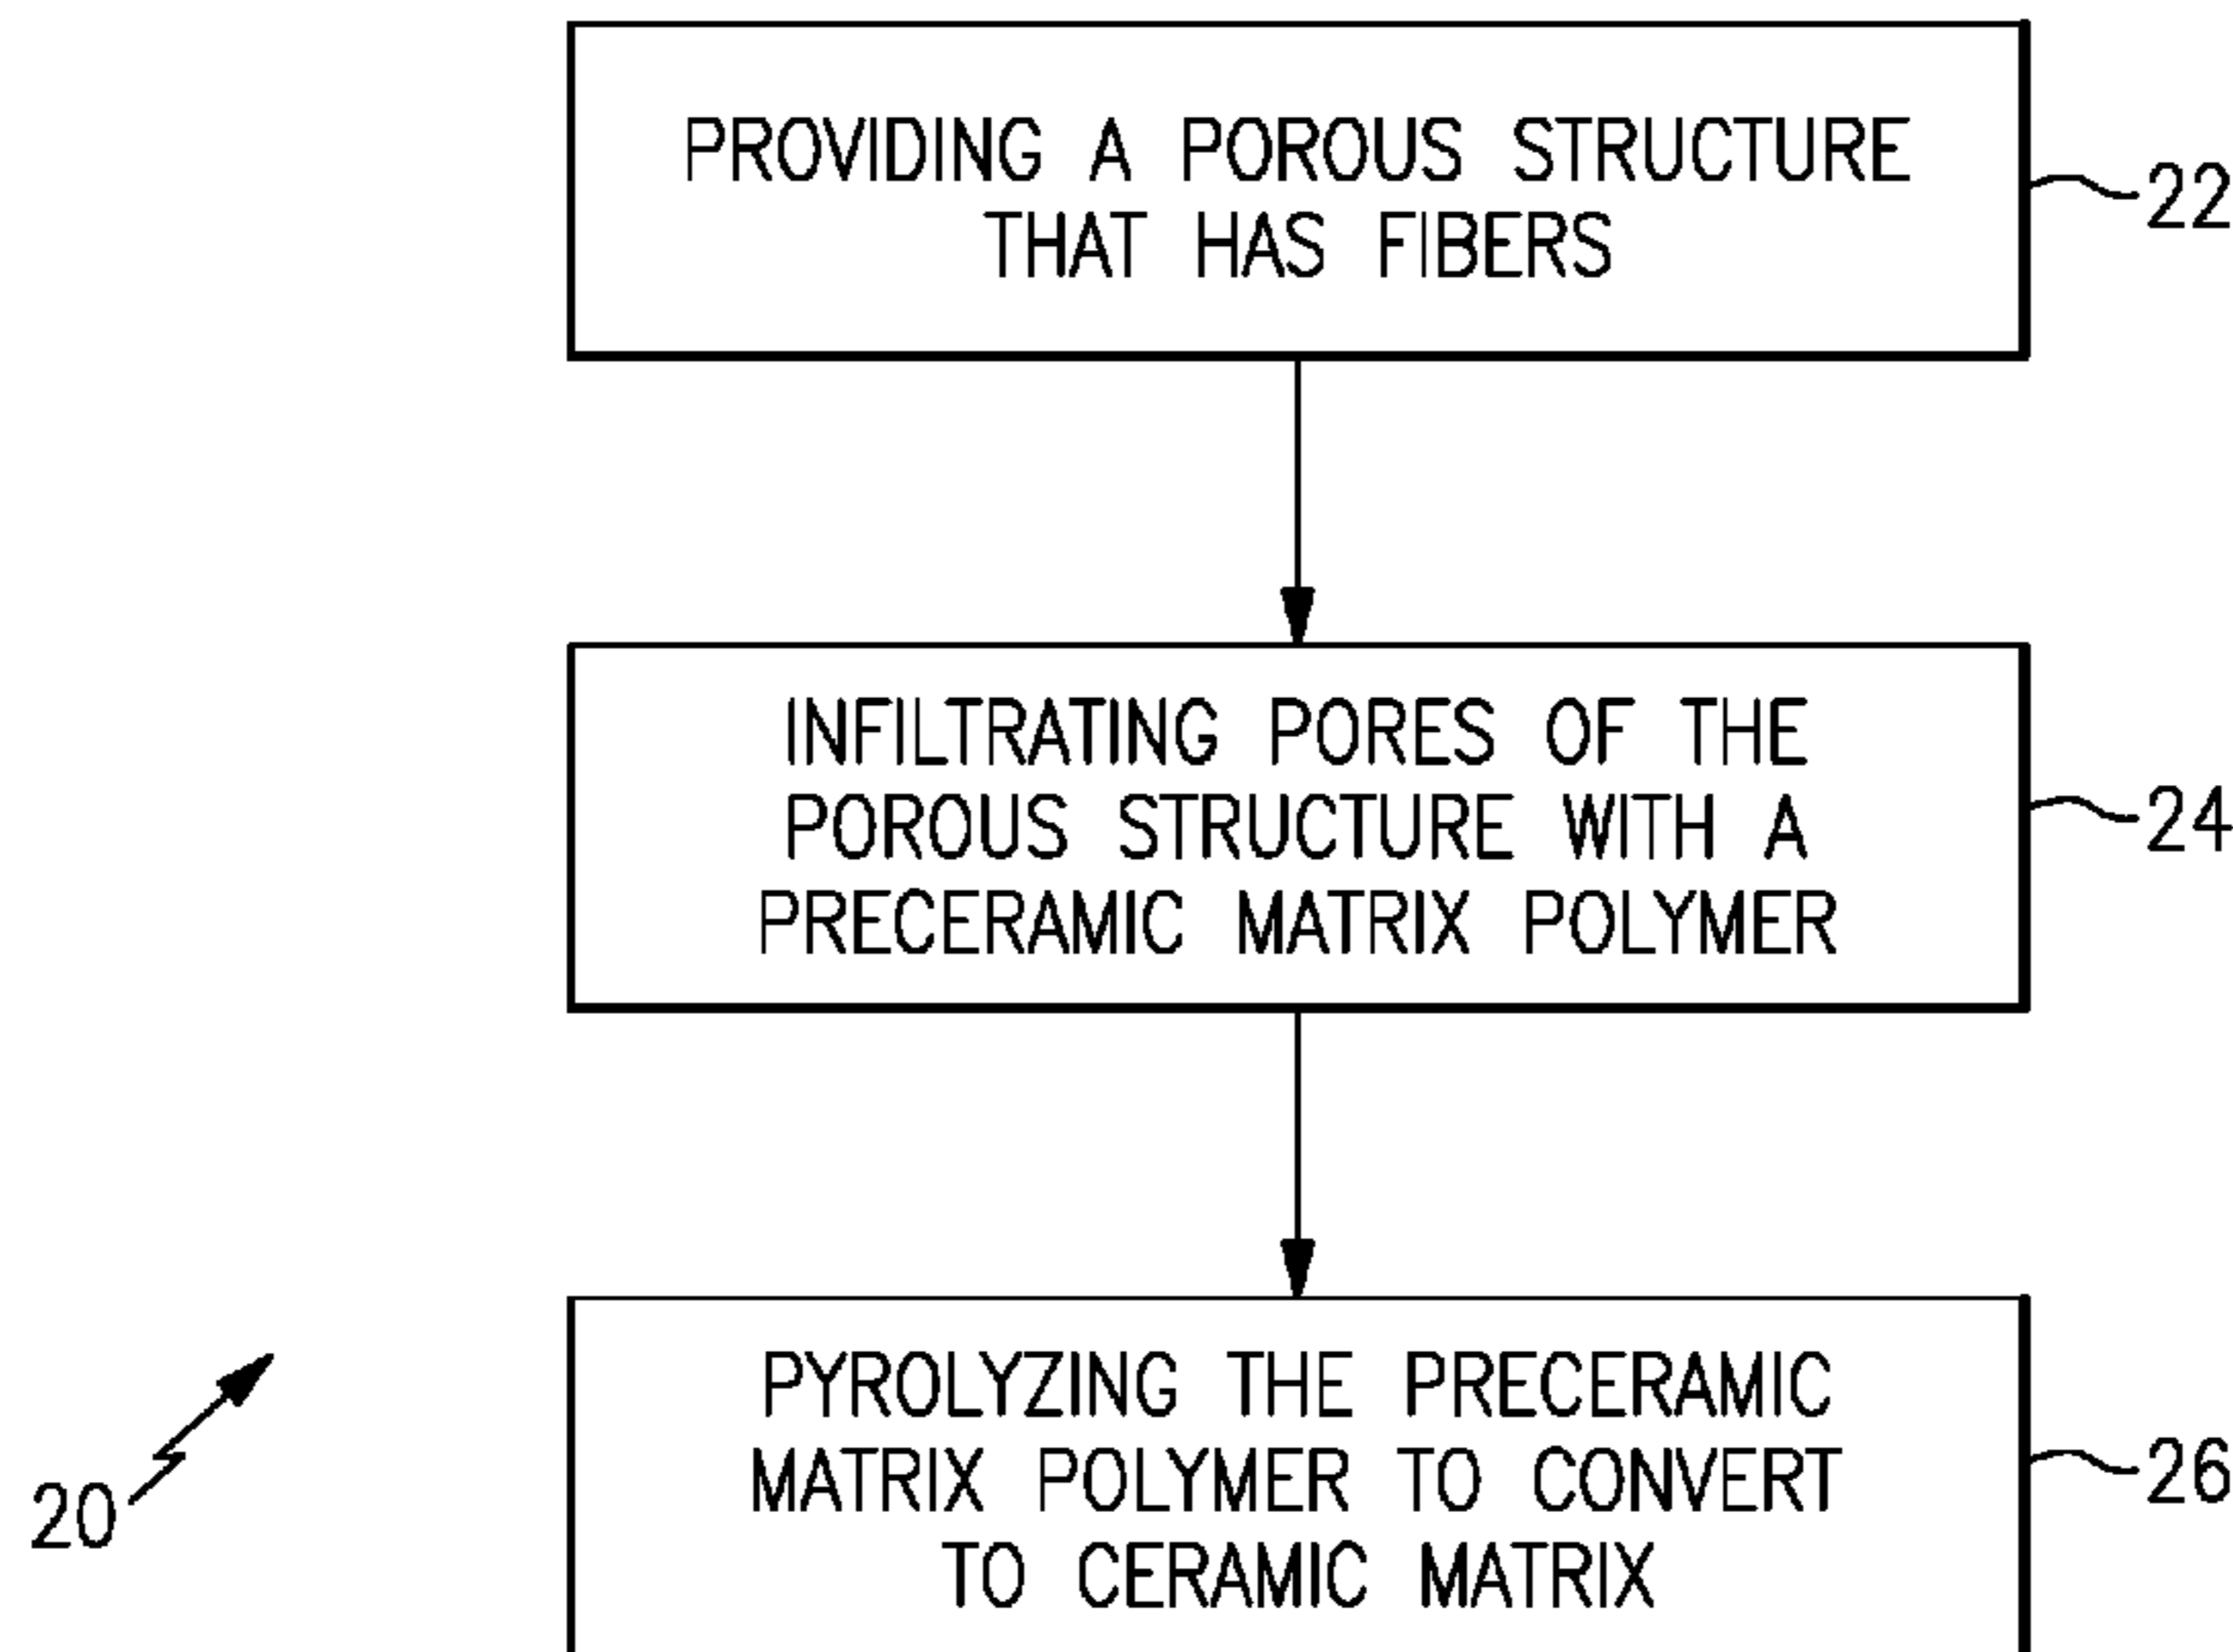 PROVIDING A POROUS STRUCTURE
THAT HAS FIBERS
22
INFILTRATING PORES OF THE
POROUS STRUCTURE WITH A
PRECERAMIC MATRIX POLYMER
24
PYROLYZING THE PRECERAMIC
MATRIX POLYMER TO CONVERT
TO CERAMIC MATRIX
26
20